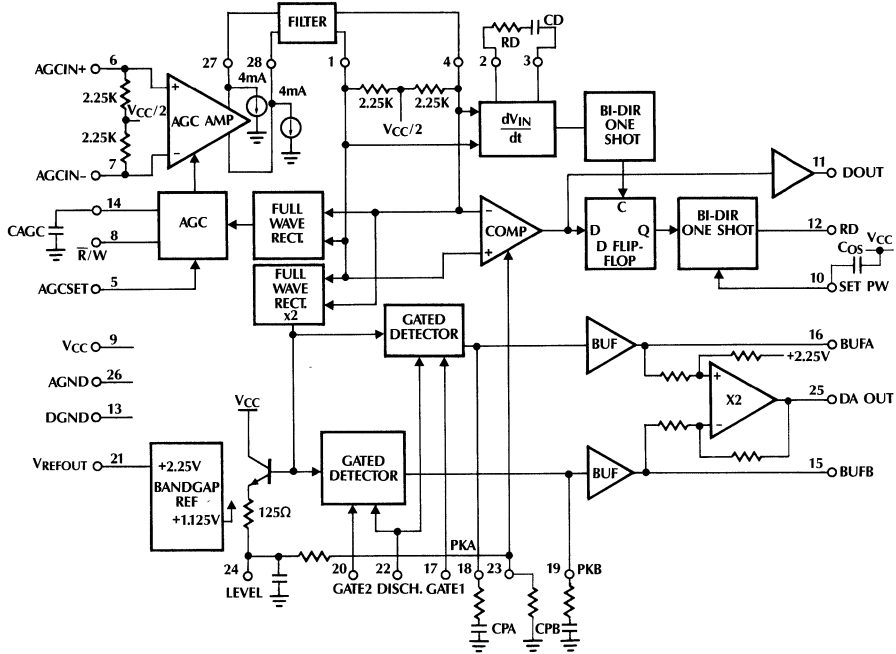 FILTER
CD
RD
AGCIN+
6
27
28
1
4
2
3
4mA
4mA
2.25K
VCC/2
2.25K
+
AGC AMP
−
2.25K
2.25K
VCC/2
dVIN
dt
BI-DIR
ONE
SHOT
7
AGCIN−
11
DOUT
14
CAGC
8
R̅/W
AGC
FULL
WAVE
RECT.
−
COMP
+
C
D
Q
D FLIP-
FLOP
BI-DIR
ONE SHOT
12
RD
VCC
COS
10
SET PW
5
AGCSET
FULL
WAVE
RECT.
x2
GATED
DETECTOR
BUF
16
BUFA
+2.25V
VCC
9
AGND
26
DGND
13
+
X2
−
25
DA OUT
VCC
VREFOUT
21
+2.25V
BANDGAP
REF
+1.125V
125Ω
GATED
DETECTOR
BUF
15
BUFB
PKA
24
LEVEL
20
GATE2
22
DISCH.
17
GATE1
18
23
19
PKB
CPA
CPB